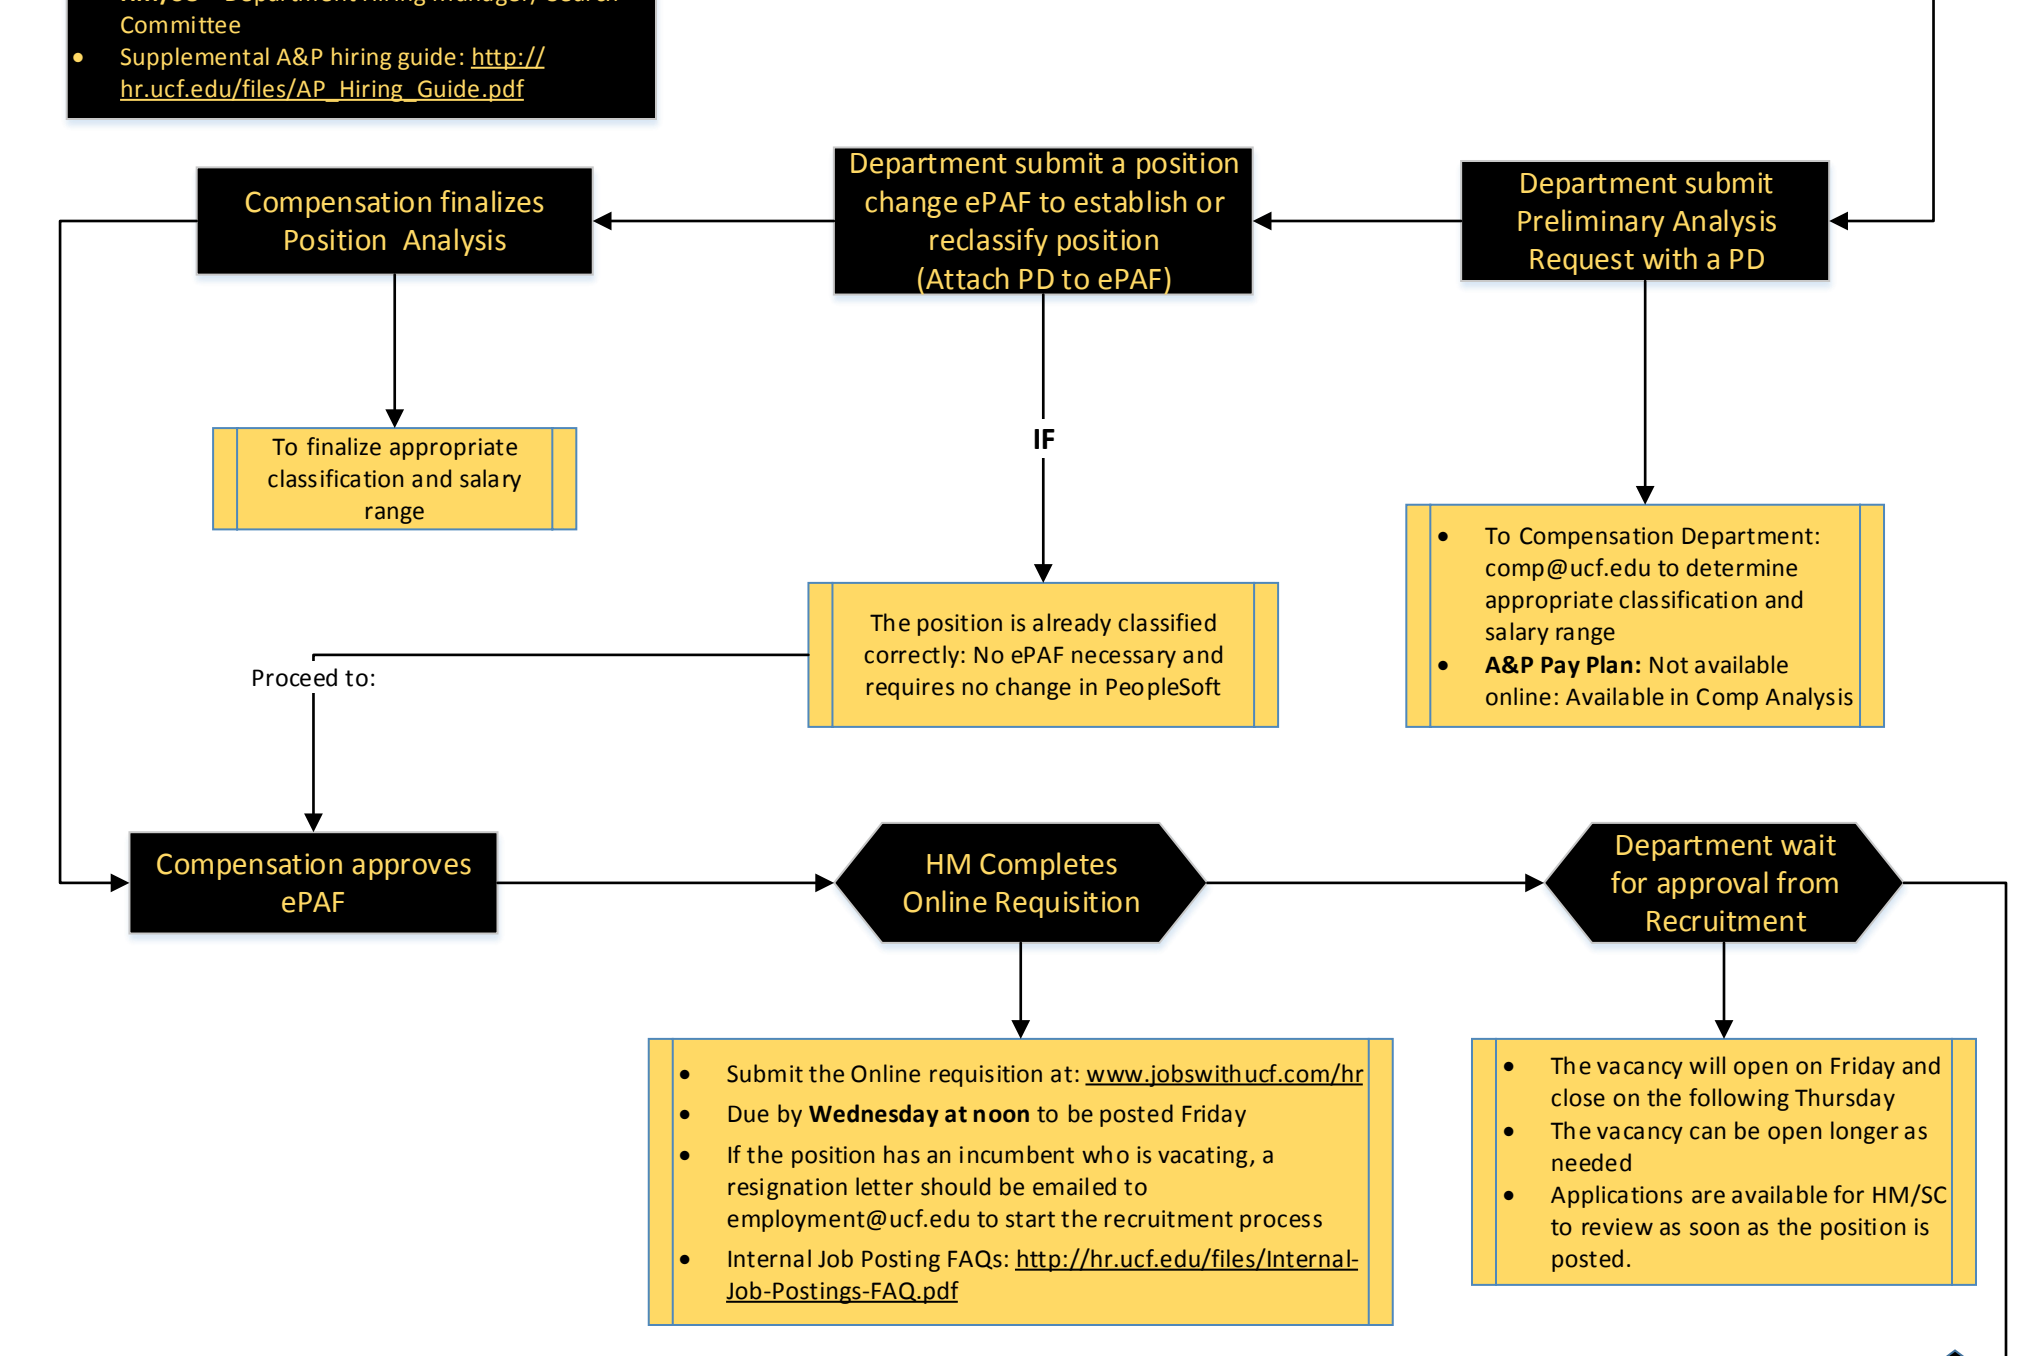 Committee
• Supplemental A&P hiring guide: http://
hr.ucf.edu/files/AP_Hiring_Guide.pdf
Compensation finalizes
Position Analysis
Department submit a position
change ePAF to establish or
reclassify position
(Attach PD to ePAF)
Department submit
Preliminary Analysis
Request with a PD
To finalize appropriate
classification and salary
range
IF
• To Compensation Department:
comp@ucf.edu to determine
appropriate classification and
salary range
• A&P Pay Plan: Not available
online: Available in Comp Analysis
The position is already classified
correctly: No ePAF necessary and
requires no change in PeopleSoft
Proceed to:
Compensation approves
ePAF
HM Completes
Online Requisition
Department wait
for approval from
Recruitment
• Submit the Online requisition at: www.jobswithucf.com/hr
• Due by Wednesday at noon to be posted Friday
• If the position has an incumbent who is vacating, a
resignation letter should be emailed to
employment@ucf.edu to start the recruitment process
• Internal Job Posting FAQs: http://hr.ucf.edu/files/Internal-
Job-Postings-FAQ.pdf
• The vacancy will open on Friday and
close on the following Thursday
• The vacancy can be open longer as
needed
• Applications are available for HM/SC
to review as soon as the position is
posted.